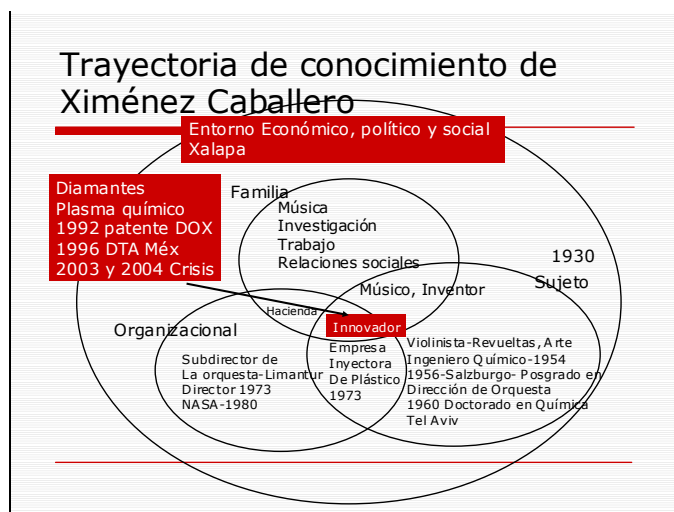 Trayectoria de conocimiento de
Ximénez Caballero
Entorno Económico, político y social
Xalapa
Diamantes
Plasma químico
1992 patente DOX
1996 DTA Méx
2003 y 2004 Crisis
Familia
Música
Investigación
Trabajo
Relaciones sociales
1930
Sujeto
Músico, Inventor
Hacienda
Innovador
Organizacional
Subdirector de
La orquesta-Limantur
Director 1973
NASA-1980
Empresa
Inyectora
De Plástico
1973
Violinista-Revueltas, Arte
Ingeniero Químico-1954
1956-Salzburgo- Posgrado en
Dirección de Orquesta
1960 Doctorado en Química
Tel Aviv